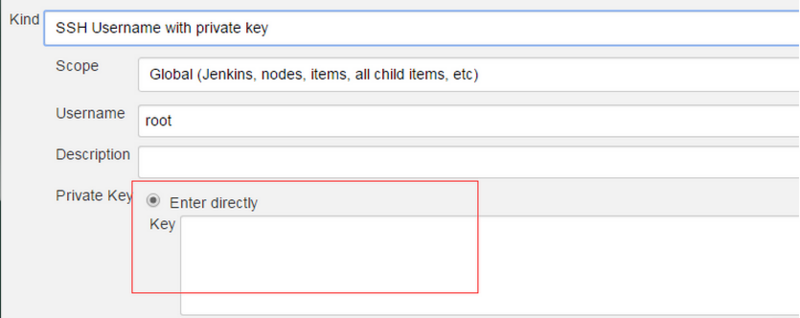 Kind SSH Username with private key
Scope Global (Jenkins, nodes, items, all child items, etc)
Username root
Description
Private Key Enter directly
Key